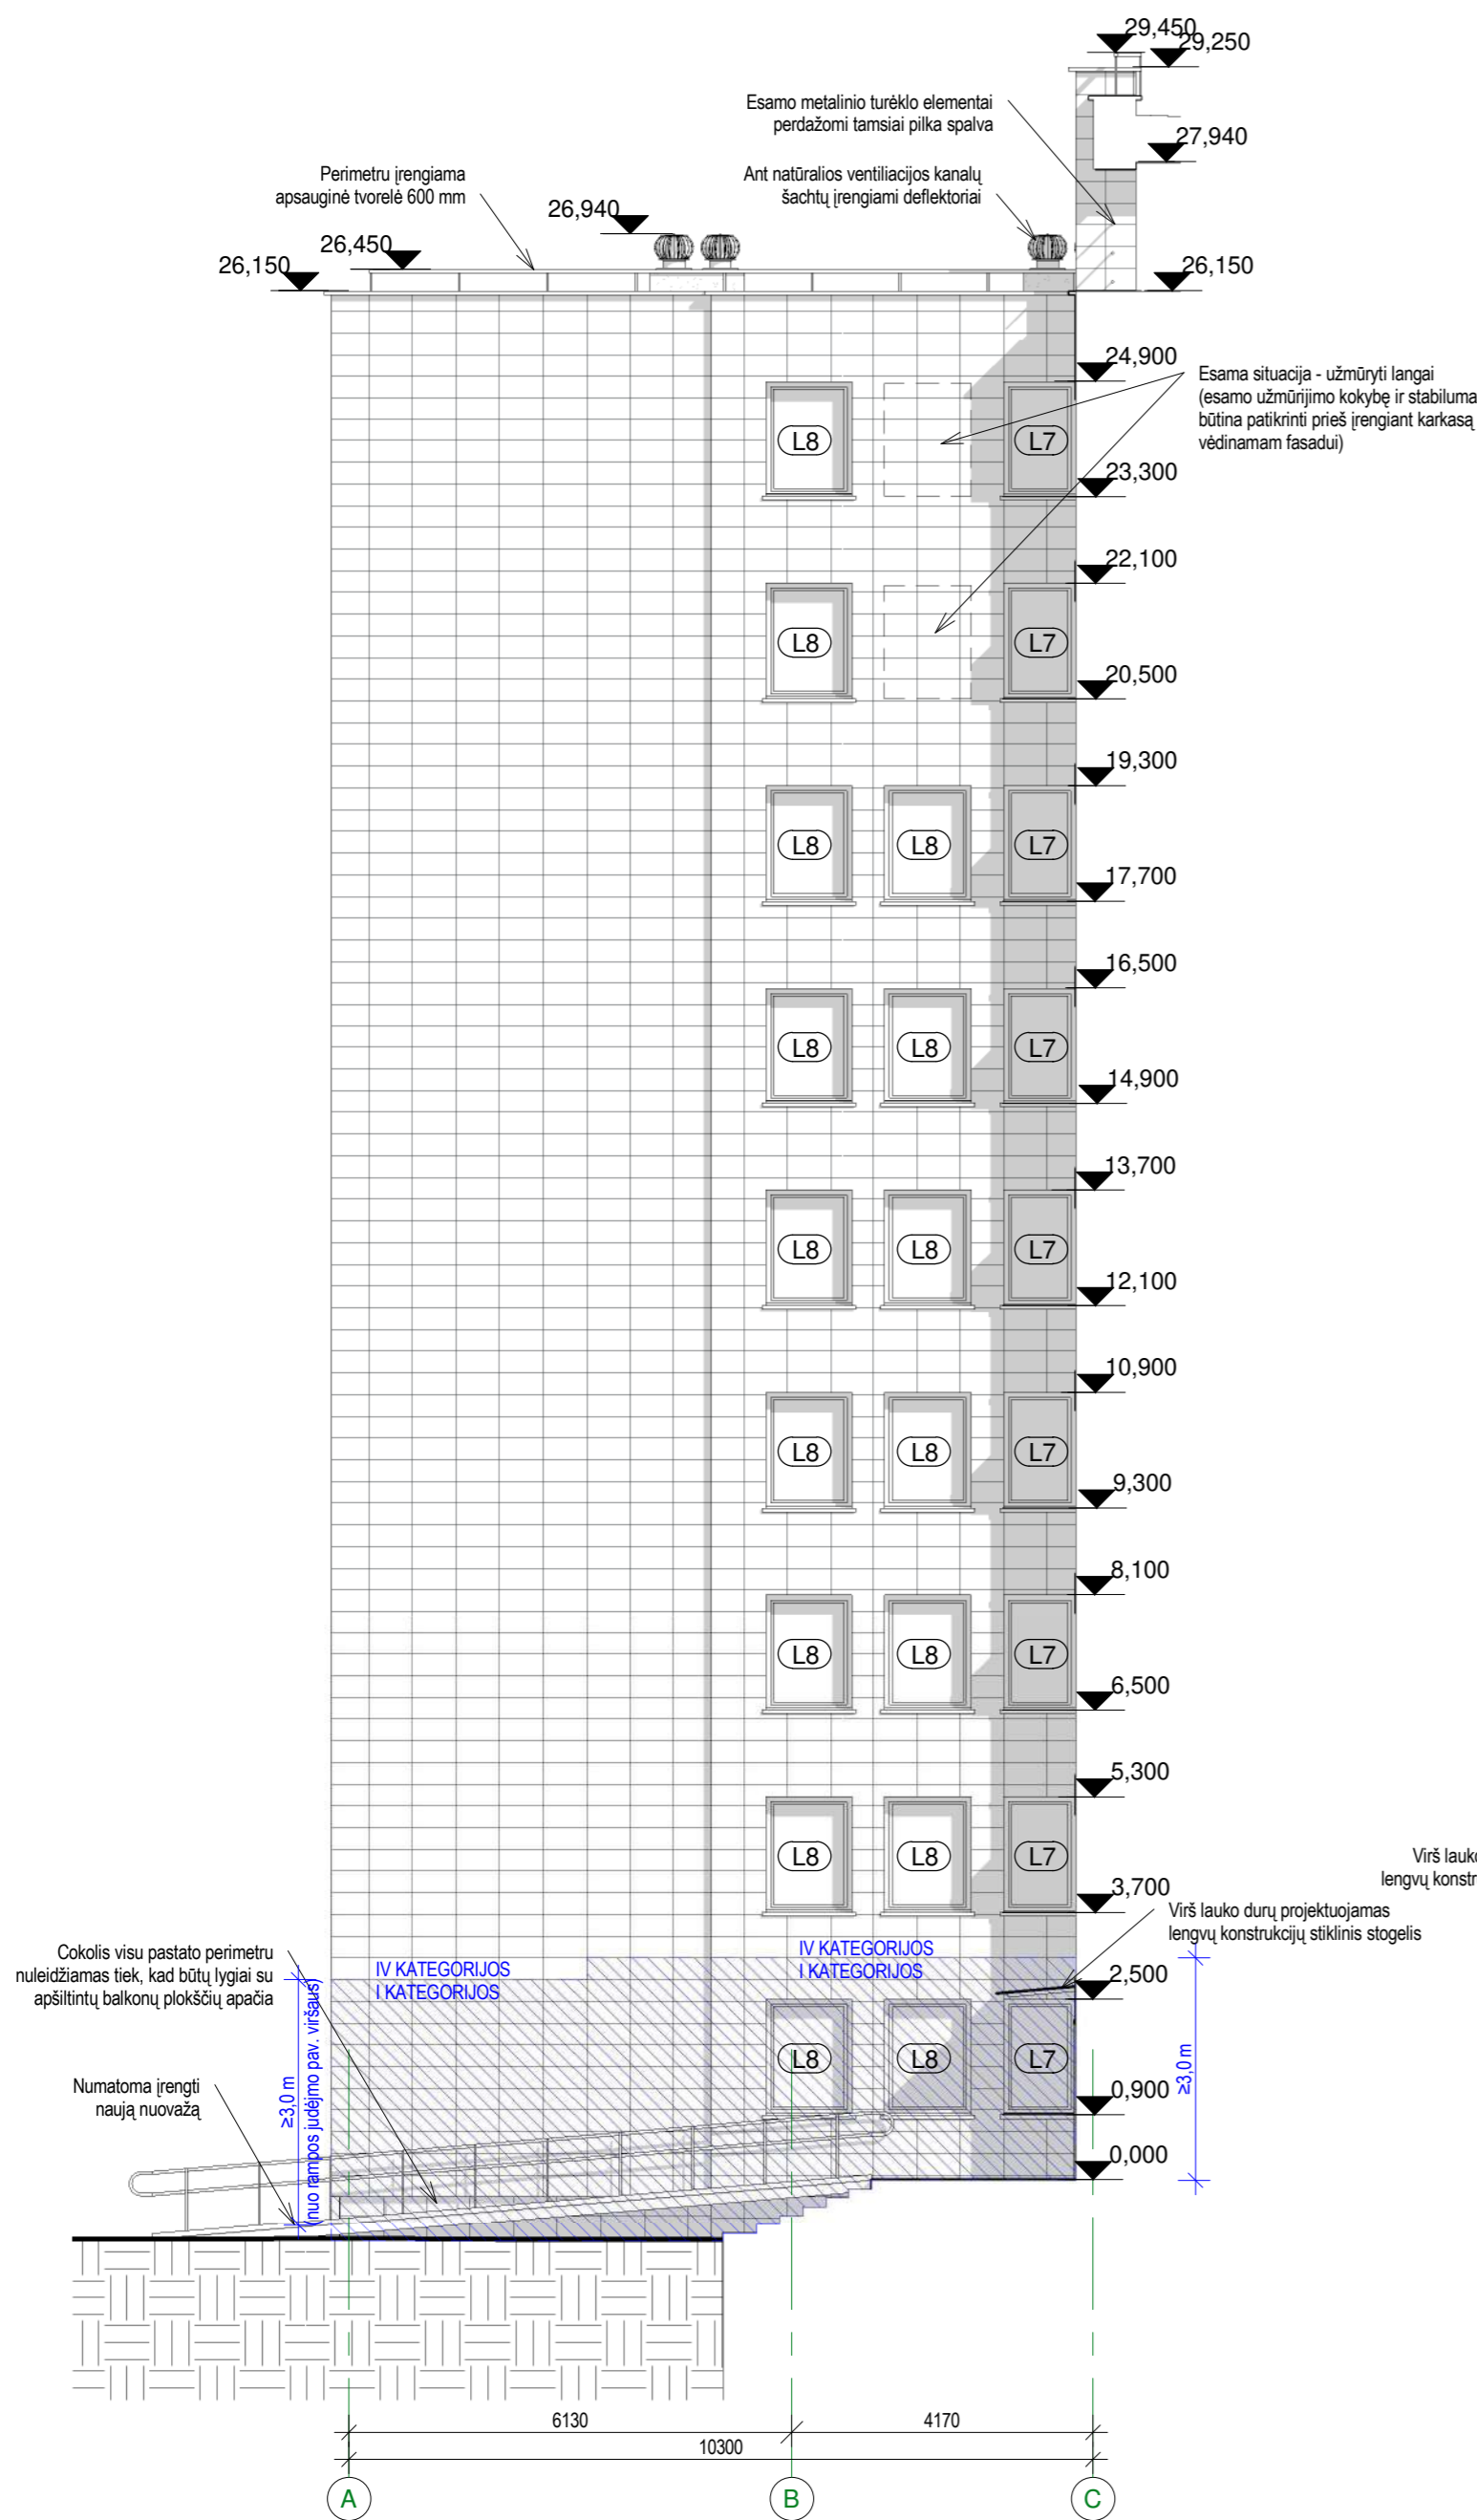 29,450
29,250
Esamo metalinio turėklo elementai
perdažomi tamsiai pilka spalva
27,940
Perimetru įrengiama
apsauginė tvorelė 600 mm
Ant natūralios ventiliacijos kanalų
šachtų įrengiami deflektoriai
26,940
26,450
26,150
26,150
24,900
Esama situacija - užmūryti langai
(esamo užmūrijimo kokybę ir stabiluma
būtina patikrinti prieš įrengiant karkasą
vėdinamam fasadui)
L8
L7
23,300
22,100
L8
L7
20,500
19,300
L8
L8
L7
17,700
16,500
L8
L8
L7
14,900
13,700
L8
L8
L7
12,100
10,900
L8
L8
L7
9,300
8,100
L8
L8
L7
6,500
5,300
L8
L8
L7
3,700
Virš lauko
lengvų konstr
Virš lauko durų projektuojamas
lengvų konstrukcijų stiklinis stogelis
Cokolis visu pastato perimetru
nuleidžiamas tiek, kad būtų lygiai su
apšiltintų balkonų plokščių apačia
IV KATEGORIJOS
I KATEGORIJOS
IV KATEGORIJOS
I KATEGORIJOS
2,500
L8
L8
L7
≥3,0 m
(nuo rampos judėjimo pav. viršaus)
≥3,0 m
Numatoma įrengti
naują nuovažą
0,900
0,000
6130
4170
10300
A
B
C